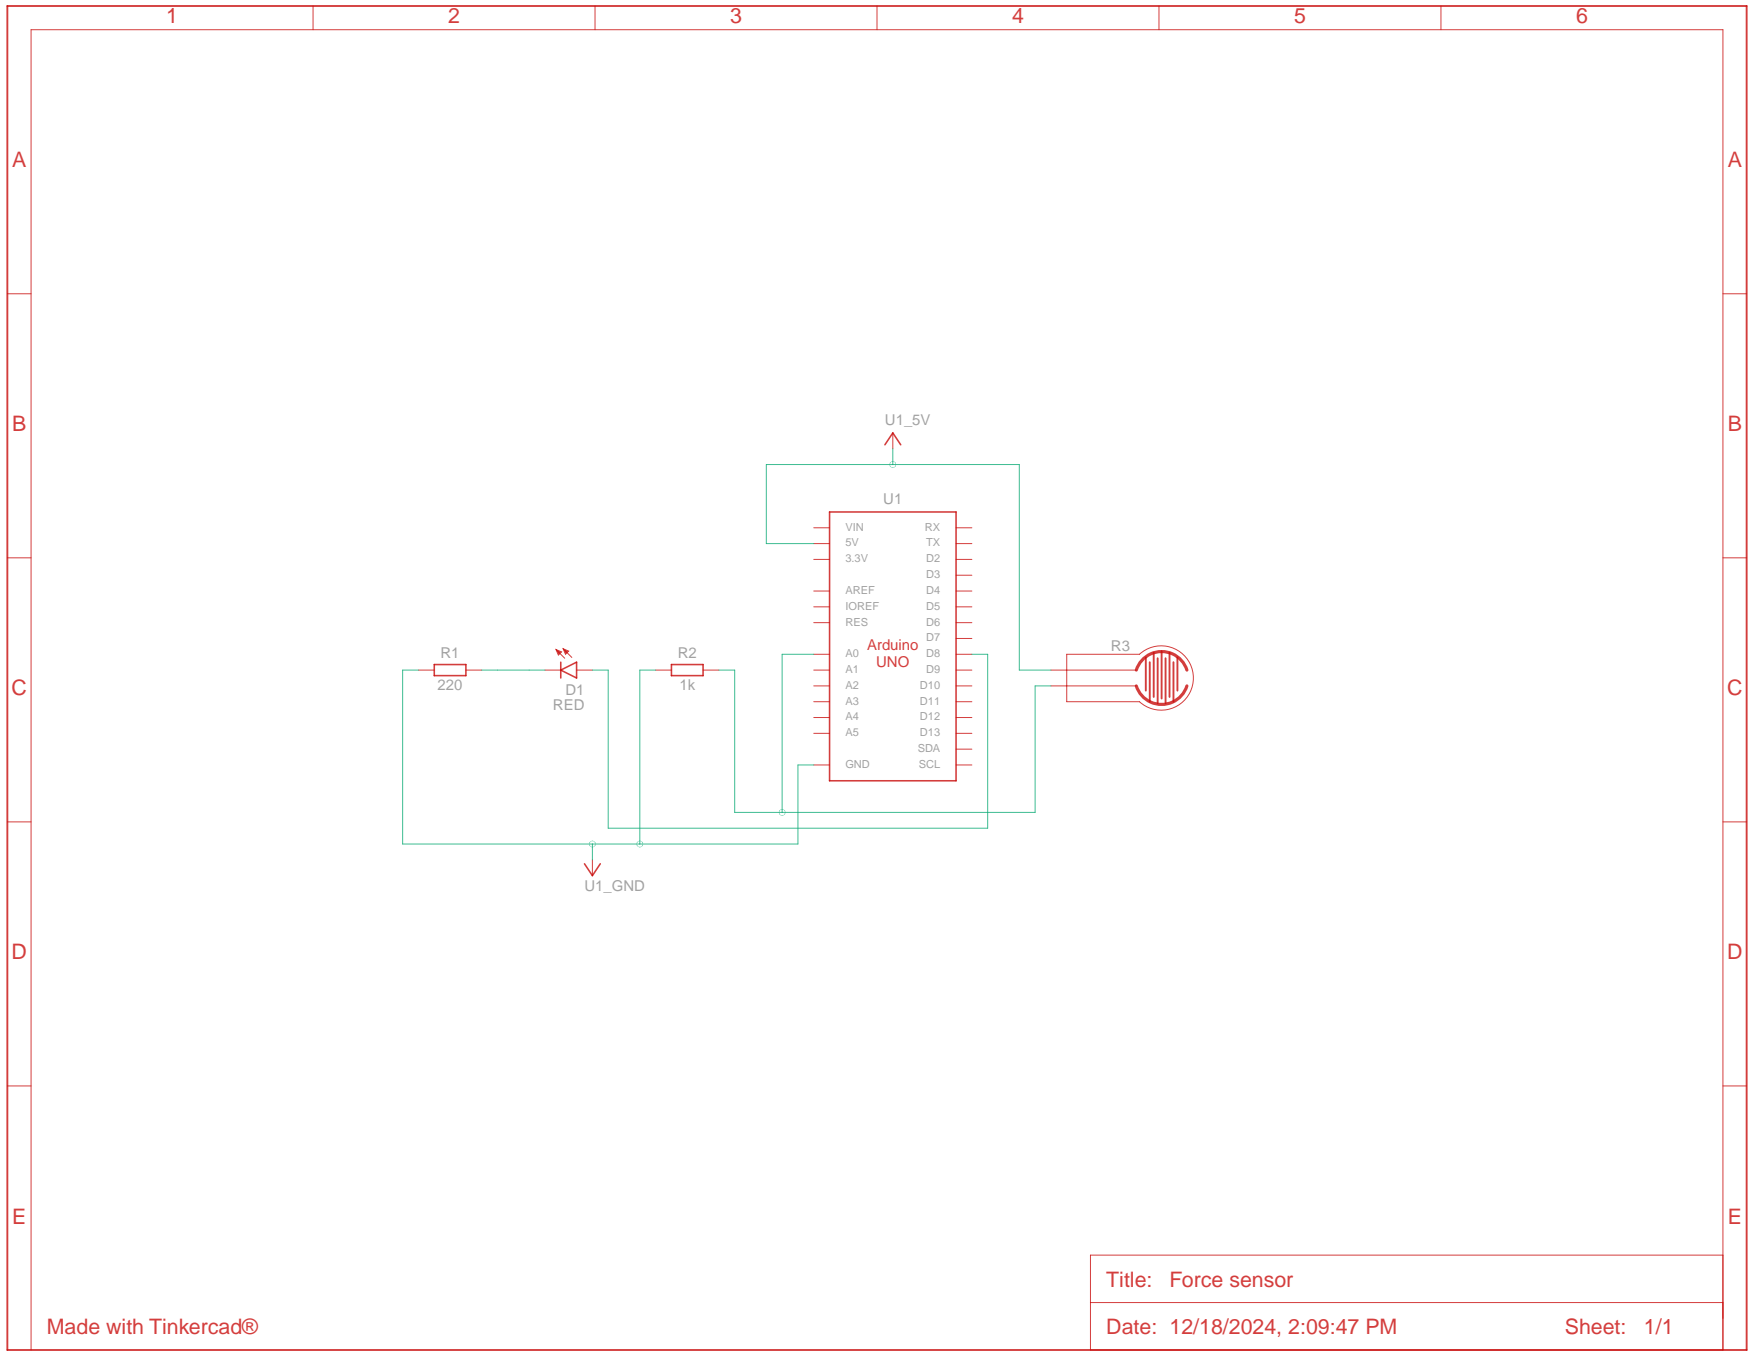 1 2 3 4 5 6
A A
B B
U1_5V
U1
VIN RX
5V TX
3.3V D2
D3
AREF D4
IOREF D5
RES D6
D7
Arduino
UNO
A0 D8
A1 D9
A2 D10
A3 D11
A4 D12
A5 D13
SDA
GND SCL
R1
220
D1
RED
R2
1k
R3
C C
U1_GND
D D
E E
Title: Force sensor
Made with Tinkercad®
Date: 12/18/2024, 2:09:47 PM Sheet: 1/1